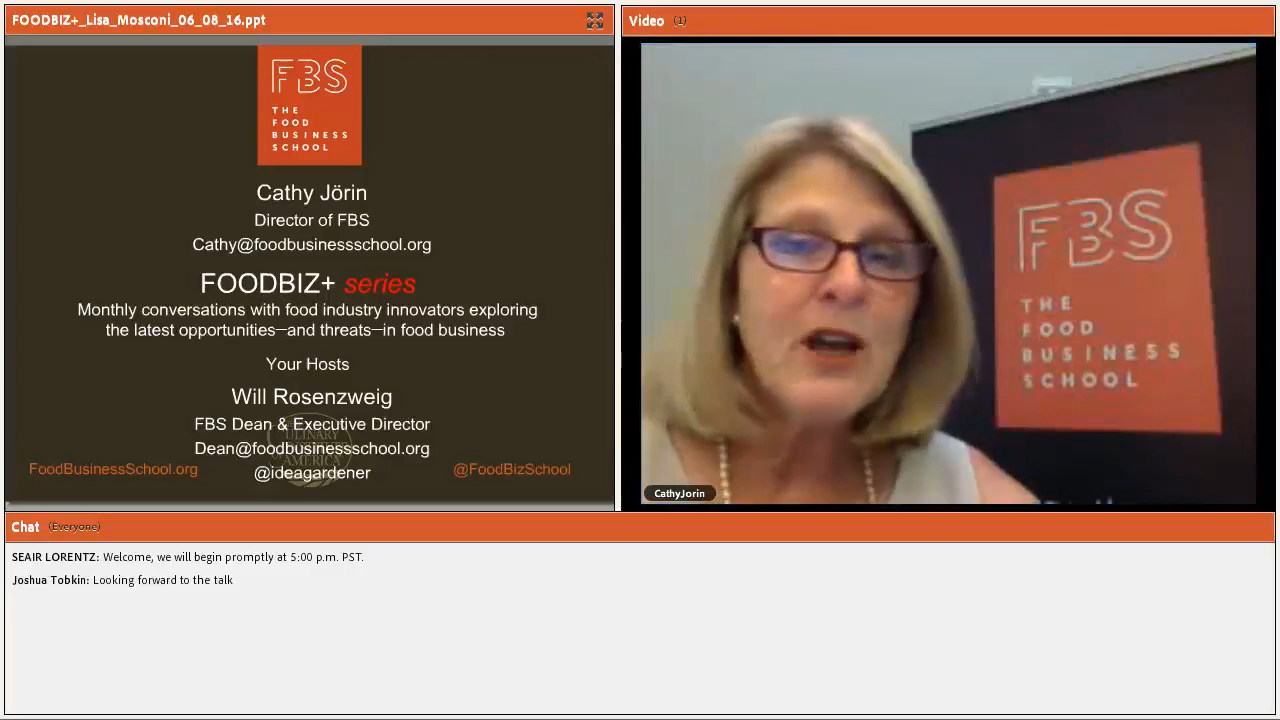 FOODBIZ+_Lisa_Mosconi_06_08_16.ppt
FBS
THE
FOOD
BUSINESS
SCHOOL
Cathy Jörin
Director of FBS
Cathy@foodbusinessschool.org
FOODBIZ+ series
Monthly conversations with food industry innovators exploring
the latest opportunities—and threats—in food business
Your Hosts
Will Rosenzweig
FBS Dean & Executive Director
Dean@foodbusinessschool.org
@ideagardener
FoodBusinessSchool.org
@FoodBizSchool
ULINARY
AMERICA
Video (1)
FBS
THE
FOOD
BUSINESS
SCHOOL
CathyJorin
Chat (Everyone)
SEAIR LORENTZ: Welcome, we will begin promptly at 5:00 p.m. PST.
Joshua Tobkin: Looking forward to the talk